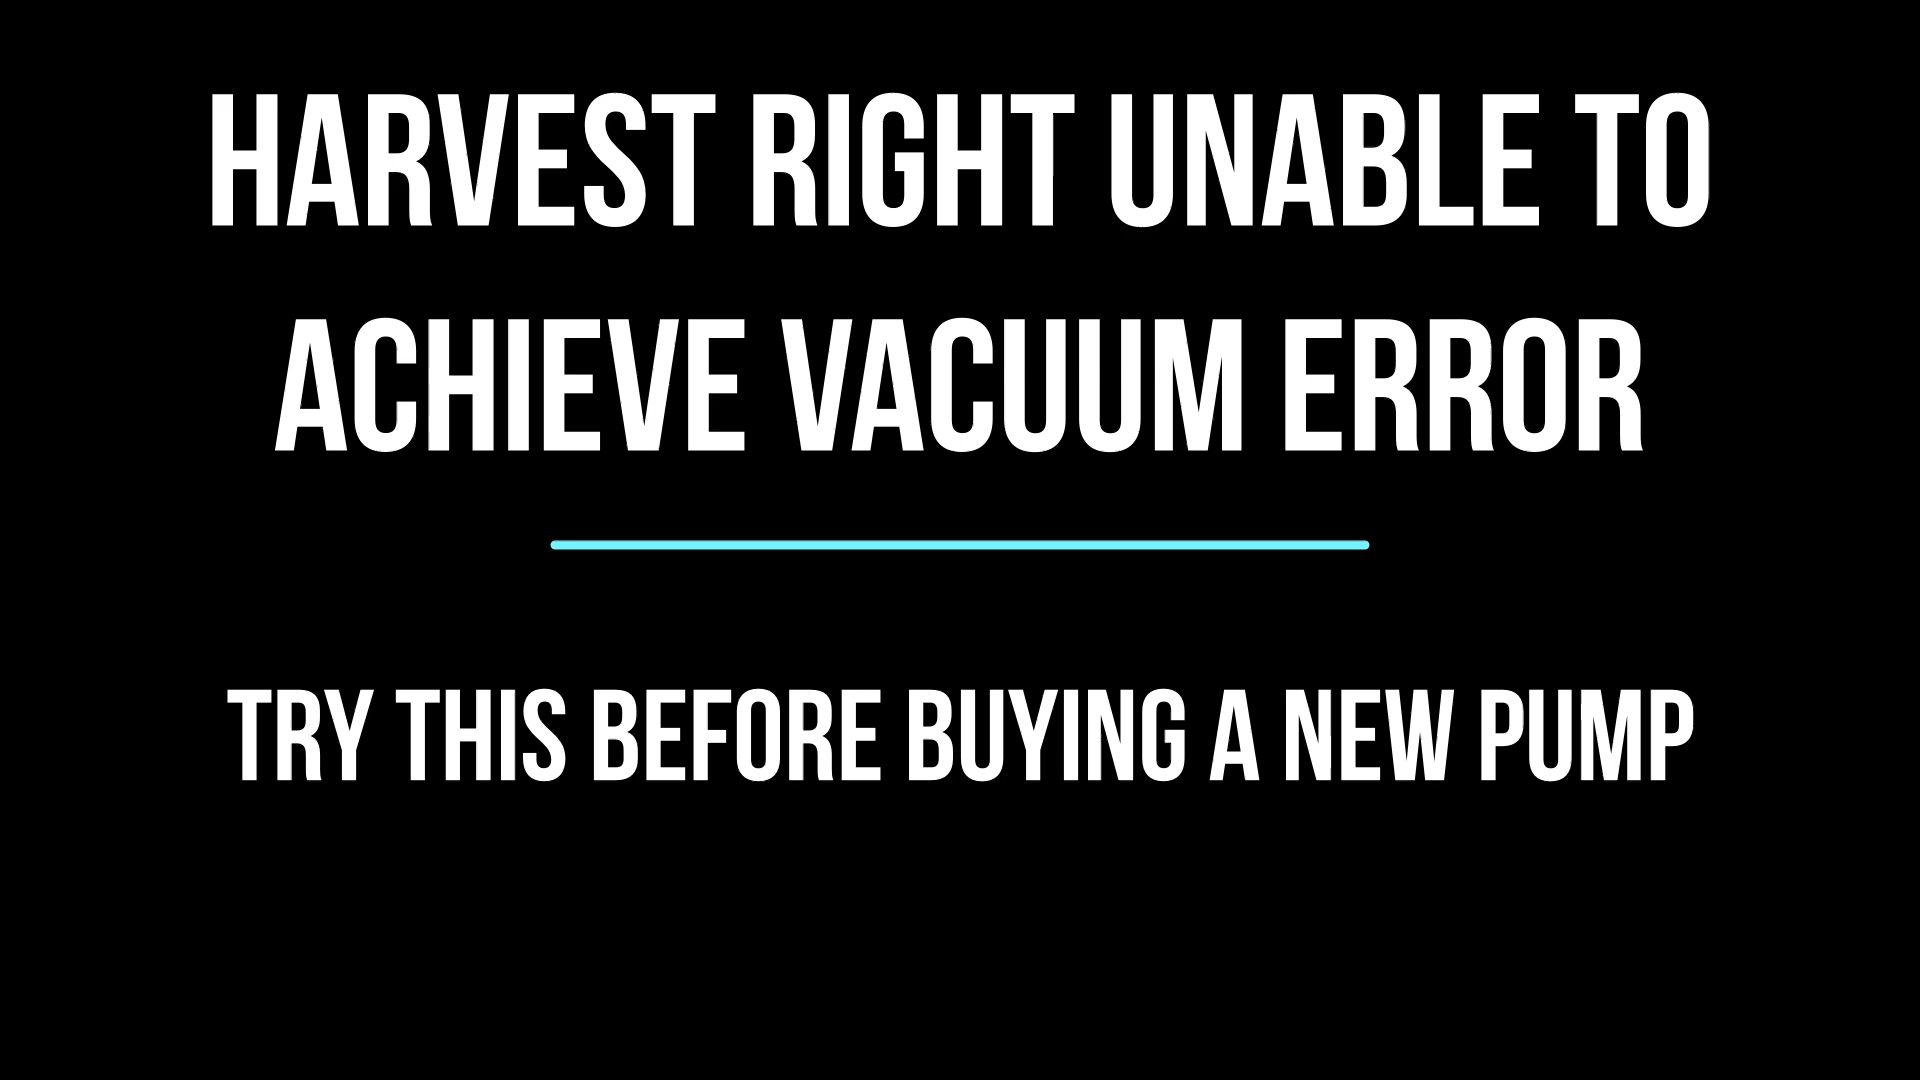 HARVEST RIGHT UNABLE TO
ACHIEVE VACUUM ERROR
TRY THIS BEFORE BUYING A NEW PUMP